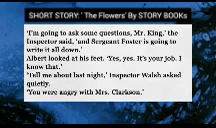 SHORT STORY: 'The Flowers' By STORY BOOKs
'I'm going to ask some questions, Mr. King,' the
Inspector said, 'and Sergeant Foster is going to
write it all down.'
Albert looked at his feet. 'Yes, yes. It's your job. I
know that.'
'Tell me about last night,' Inspector Walsh asked
quietly.
'You were angry with Mrs. Clarkson.'